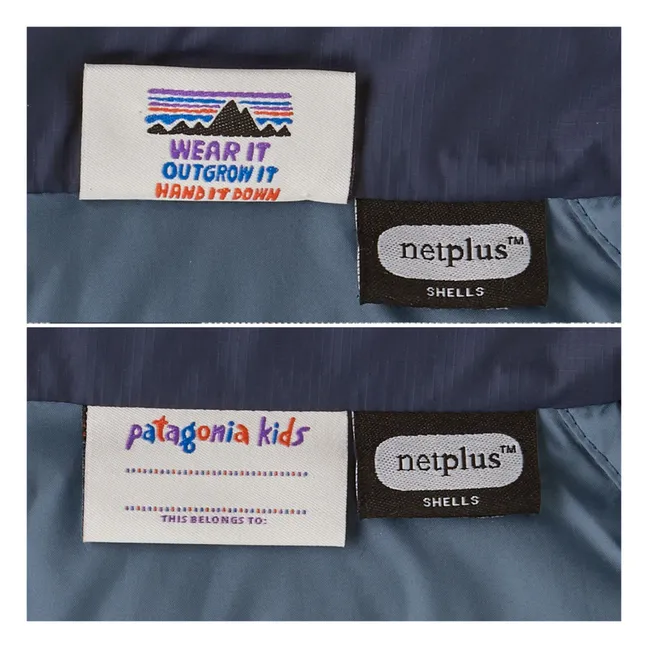 WEAR IT
OUTGROW IT
HAND IT DOWN
netplus™
SHELLS
patagonia kids
THIS BELONGS TO:
netplus™
SHELLS